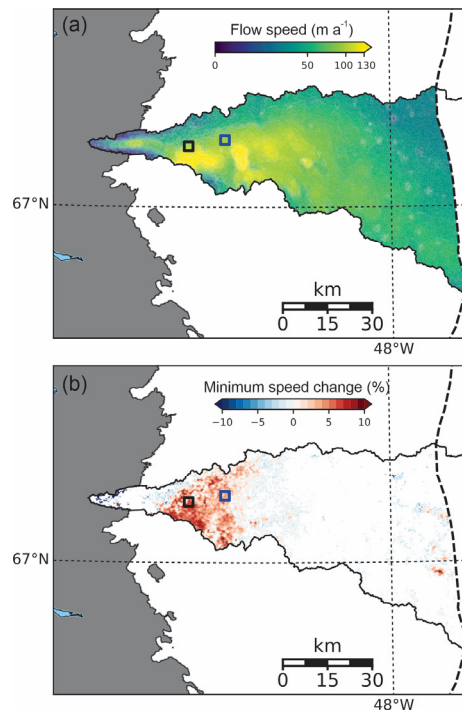 (a)
Flow speed (m a⁻¹)
0 50 100 130
67°N
km
0 15 30
48°W
(b)
Minimum speed change (%)
−10 −5 0 5 10
67°N
km
0 15 30
48°W